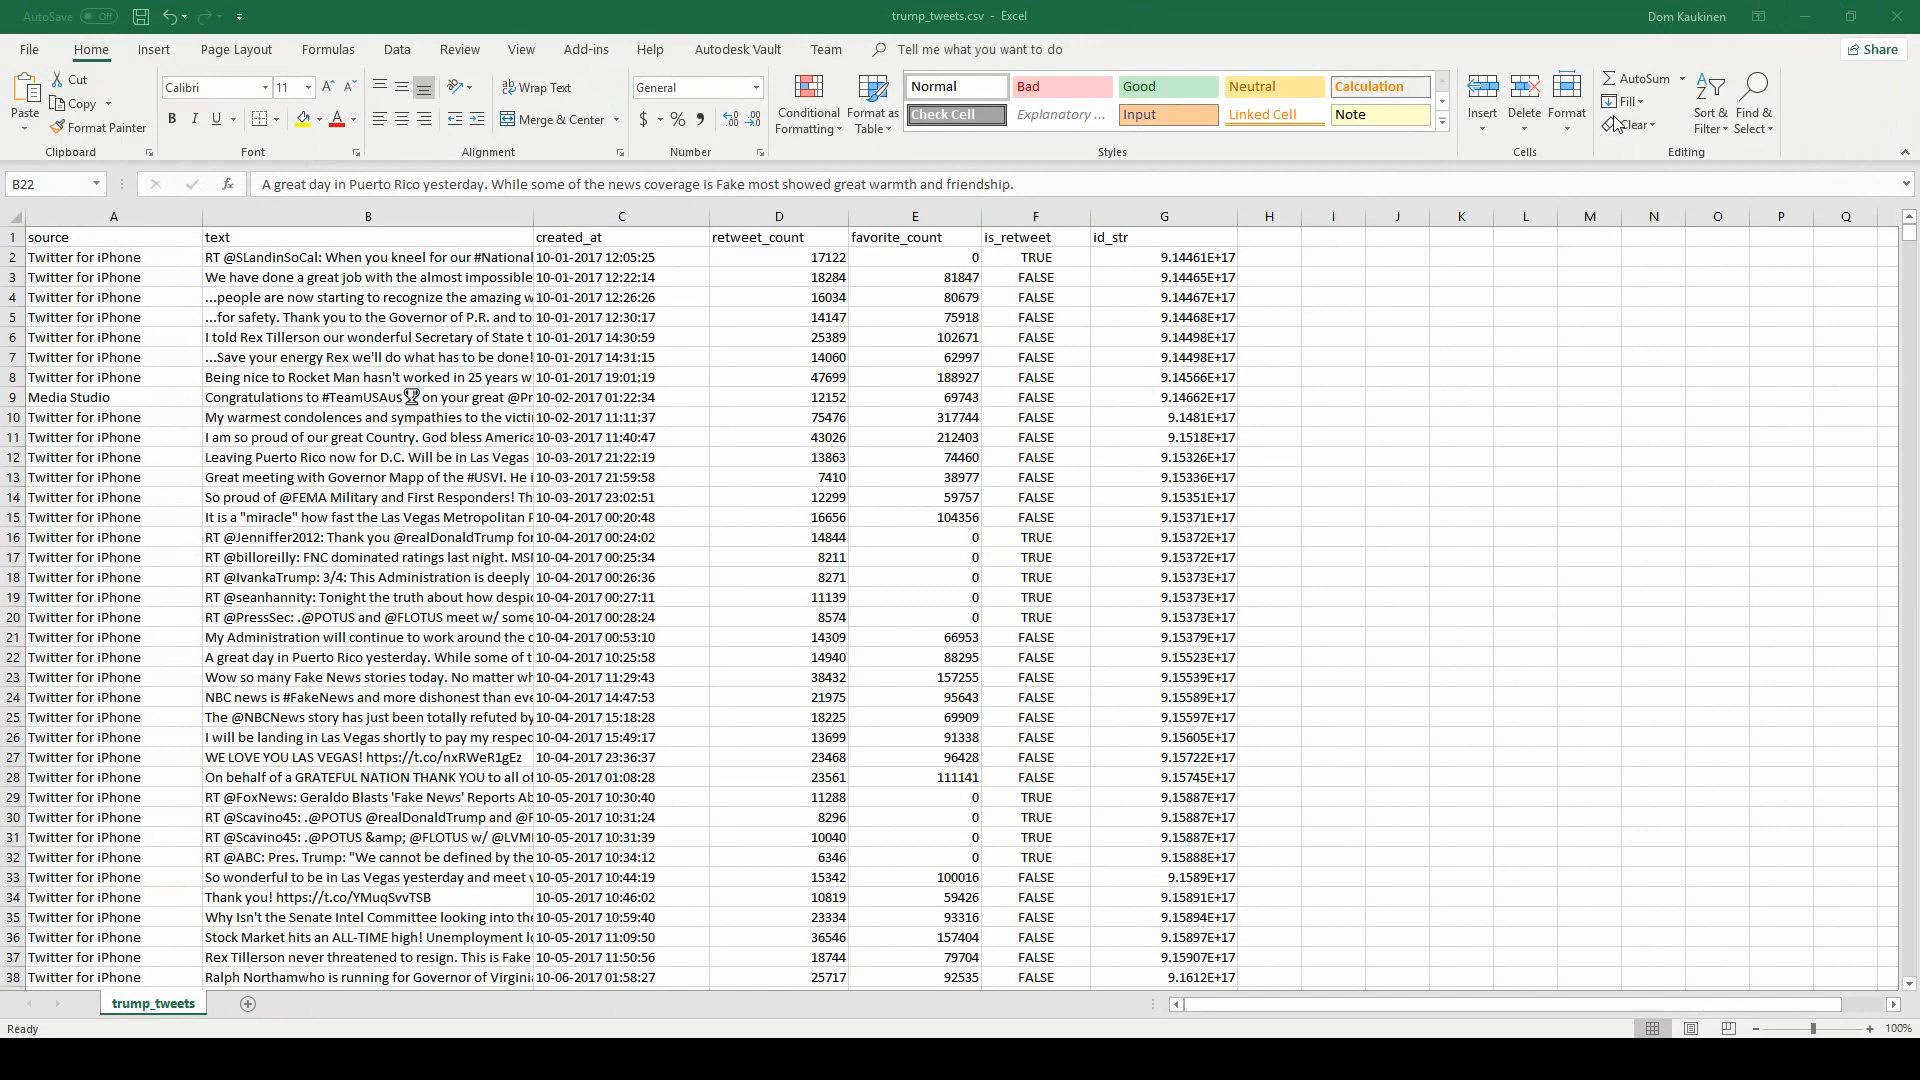 AutoSave Off trump_tweets.csv - Excel Dom Kaukinen
File Home Insert Page Layout Formulas Data Review View Add-ins Help Autodesk Vault Team Tell me what you want to do Share
Cut
Copy
Format Painter
Paste
Clipboard
Calibri 11
B I U
Font
Wrap Text
Merge & Center
Alignment
General
$ % ,
Number
Conditional Formatting
Format as Table
Normal Bad Good Neutral Calculation
Check Cell Explanatory ... Input Linked Cell Note
Styles
Insert Delete Format
Cells
AutoSum
Fill
Clear
Sort & Filter
Find & Select
Editing
B22 fx A great day in Puerto Rico yesterday. While some of the news coverage is Fake most showed great warmth and friendship.
A B C D E F G H I J K L M N O P Q
1 source text created_at retweet_count favorite_count is_retweet id_str
2 Twitter for iPhone RT @SLandinSoCal: When you kneel for our #National 10-01-2017 12:05:25 17122 0 TRUE 9.14461E+17
3 Twitter for iPhone We have done a great job with the almost impossible 10-01-2017 12:22:14 18284 81847 FALSE 9.14465E+17
4 Twitter for iPhone ...people are now starting to recognize the amazing w 10-01-2017 12:26:26 16034 80679 FALSE 9.14467E+17
5 Twitter for iPhone ...for safety. Thank you to the Governor of P.R. and to 10-01-2017 12:30:17 14147 75918 FALSE 9.14468E+17
6 Twitter for iPhone I told Rex Tillerson our wonderful Secretary of State t 10-01-2017 14:30:59 25389 102671 FALSE 9.14498E+17
7 Twitter for iPhone ...Save your energy Rex we'll do what has to be done! 10-01-2017 14:31:15 14060 62997 FALSE 9.14498E+17
8 Twitter for iPhone Being nice to Rocket Man hasn't worked in 25 years w 10-01-2017 19:01:19 47699 188927 FALSE 9.14566E+17
9 Media Studio Congratulations to #TeamUSAus🏆 on your great @Pr 10-02-2017 01:22:34 12152 69743 FALSE 9.14662E+17
10 Twitter for iPhone My warmest condolences and sympathies to the victi 10-02-2017 11:11:37 75476 317744 FALSE 9.1481E+17
11 Twitter for iPhone I am so proud of our great Country. God bless America 10-03-2017 11:40:47 43026 212403 FALSE 9.1518E+17
12 Twitter for iPhone Leaving Puerto Rico now for D.C. Will be in Las Vegas 10-03-2017 21:22:19 13863 74460 FALSE 9.15326E+17
13 Twitter for iPhone Great meeting with Governor Mapp of the #USVI. He i 10-03-2017 21:59:58 7410 38977 FALSE 9.15336E+17
14 Twitter for iPhone So proud of @FEMA Military and First Responders! Th 10-03-2017 23:02:51 12299 59757 FALSE 9.15351E+17
15 Twitter for iPhone It is a "miracle" how fast the Las Vegas Metropolitan P 10-04-2017 00:20:48 16656 104356 FALSE 9.15371E+17
16 Twitter for iPhone RT @Jenniffer2012: Thank you @realDonaldTrump for 10-04-2017 00:24:02 14844 0 TRUE 9.15372E+17
17 Twitter for iPhone RT @billoreilly: FNC dominated ratings last night. MSI 10-04-2017 00:25:34 8211 0 TRUE 9.15372E+17
18 Twitter for iPhone RT @IvankaTrump: 3/4: This Administration is deeply 10-04-2017 00:26:36 8271 0 TRUE 9.15373E+17
19 Twitter for iPhone RT @seanhannity: Tonight the truth about how despi 10-04-2017 00:27:11 11139 0 TRUE 9.15373E+17
20 Twitter for iPhone RT @PressSec: .@POTUS and @FLOTUS meet w/ some 10-04-2017 00:28:24 8574 0 TRUE 9.15373E+17
21 Twitter for iPhone My Administration will continue to work around the c 10-04-2017 00:53:10 14309 66953 FALSE 9.15379E+17
22 Twitter for iPhone A great day in Puerto Rico yesterday. While some of t 10-04-2017 10:25:58 14940 88295 FALSE 9.15523E+17
23 Twitter for iPhone Wow so many Fake News stories today. No matter wh 10-04-2017 11:29:43 38432 157255 FALSE 9.15539E+17
24 Twitter for iPhone NBC news is #FakeNews and more dishonest than eve 10-04-2017 14:47:53 21975 95643 FALSE 9.15589E+17
25 Twitter for iPhone The @NBCNews story has just been totally refuted by 10-04-2017 15:18:28 18225 69909 FALSE 9.15597E+17
26 Twitter for iPhone I will be landing in Las Vegas shortly to pay my respec 10-04-2017 15:49:17 13699 91338 FALSE 9.15605E+17
27 Twitter for iPhone WE LOVE YOU LAS VEGAS! https://t.co/nxRWeR1gEz 10-04-2017 23:36:37 23468 96428 FALSE 9.15722E+17
28 Twitter for iPhone On behalf of a GRATEFUL NATION THANK YOU to all of 10-05-2017 01:08:28 23561 111141 FALSE 9.15745E+17
29 Twitter for iPhone RT @FoxNews: Geraldo Blasts 'Fake News' Reports Ab 10-05-2017 10:30:40 11288 0 TRUE 9.15887E+17
30 Twitter for iPhone RT @Scavino45: .@POTUS @realDonaldTrump and @F 10-05-2017 10:31:24 8296 0 TRUE 9.15887E+17
31 Twitter for iPhone RT @Scavino45: .@POTUS &amp; @FLOTUS w/ @LVM 10-05-2017 10:31:39 10040 0 TRUE 9.15887E+17
32 Twitter for iPhone RT @ABC: Pres. Trump: "We cannot be defined by the 10-05-2017 10:34:12 6346 0 TRUE 9.15888E+17
33 Twitter for iPhone So wonderful to be in Las Vegas yesterday and meet w 10-05-2017 10:44:19 15342 100016 FALSE 9.1589E+17
34 Twitter for iPhone Thank you! https://t.co/YMuqSvvTSB 10-05-2017 10:46:02 10819 59426 FALSE 9.15891E+17
35 Twitter for iPhone Why Isn't the Senate Intel Committee looking into the 10-05-2017 10:59:40 23334 93316 FALSE 9.15894E+17
36 Twitter for iPhone Stock Market hits an ALL-TIME high! Unemployment lo 10-05-2017 11:09:50 36546 157404 FALSE 9.15897E+17
37 Twitter for iPhone Rex Tillerson never threatened to resign. This is Fake 10-05-2017 11:50:56 18744 79704 FALSE 9.15907E+17
38 Twitter for iPhone Ralph Northamwho is running for Governor of Virgini 10-06-2017 01:58:27 25717 92535 FALSE 9.1612E+17
trump_tweets
Ready 100%